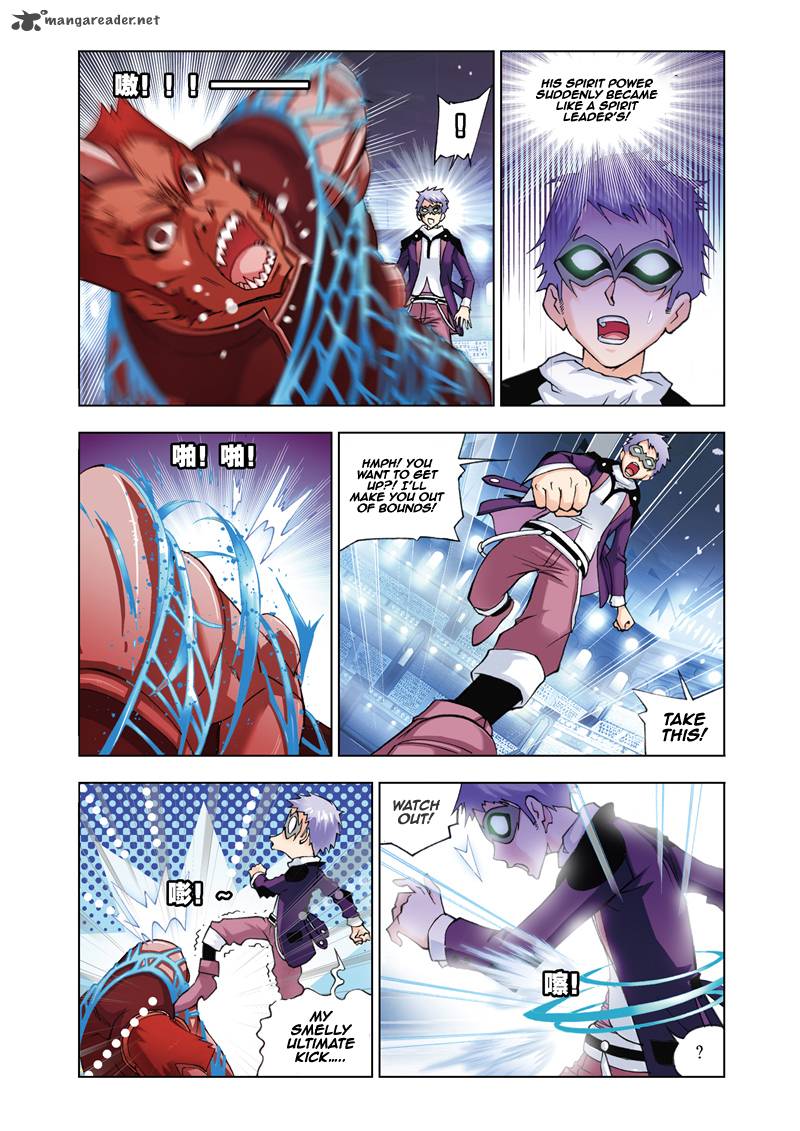 mangareader.net
嗷！！！————
!
HIS SPIRIT POWER
SUDDENLY BECAME
LIKE A SPIRIT
LEADER'S!
啪！啪！
HMPH! YOU
WANT TO GET
UP?! I'LL
MAKE YOU OUT
OF BOUNDS!
TAKE
THIS!
嘭！～
MY
SMELLY
ULTIMATE
KICK.....
WATCH
OUT!
嚓！
?